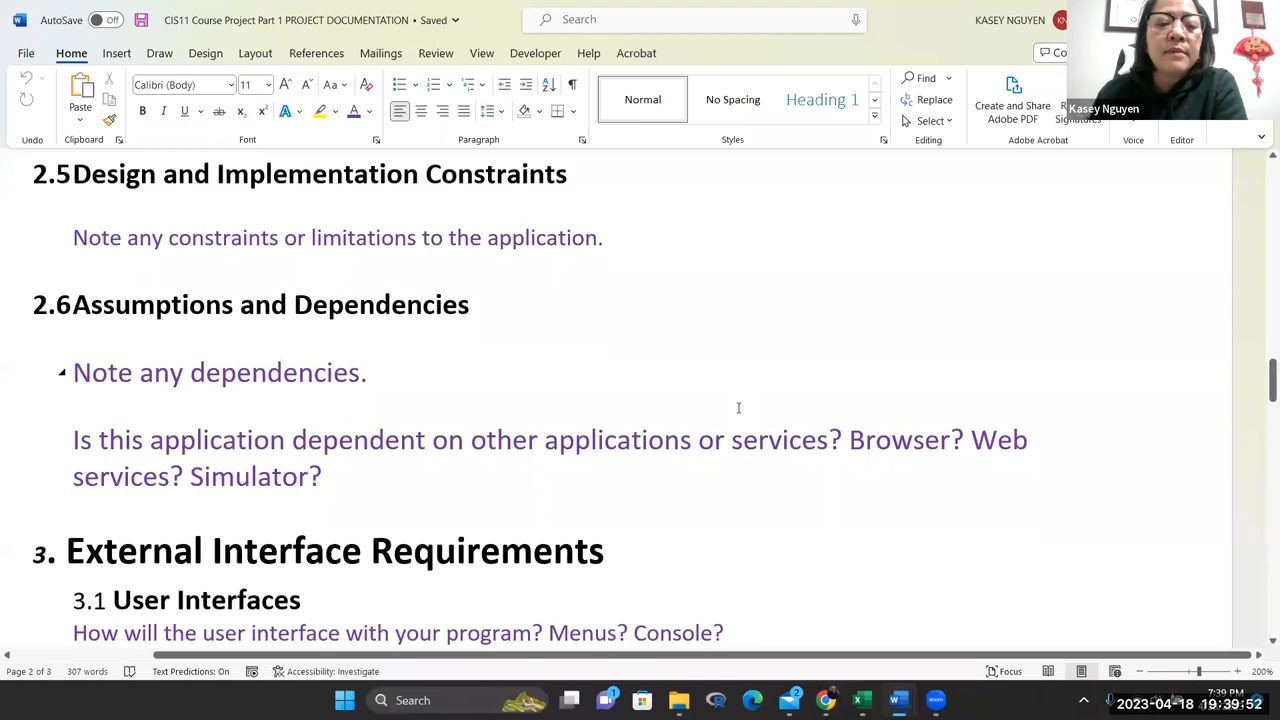 AutoSave Off CIS11 Course Project Part 1 PROJECT DOCUMENTATION • Saved Search KASEY NGUYEN
File Home Insert Draw Design Layout References Mailings Review View Developer Help Acrobat Co
Paste Calibri (Body) 11 Aa Normal No Spacing Heading 1 Find Replace Select Create and Share Adobe PDF
Undo Clipboard Font Paragraph Styles Editing Adobe Acrobat Voice Editor
Kasey Nguyen
2.5 Design and Implementation Constraints
Note any constraints or limitations to the application.
2.6 Assumptions and Dependencies
Note any dependencies.
Is this application dependent on other applications or services? Browser? Web
services? Simulator?
3. External Interface Requirements
3.1 User Interfaces
How will the user interface with your program? Menus? Console?
Page 2 of 3 307 words Text Predictions: On Accessibility: Investigate Focus 200%
Search 7:39 PM
2023-04-18 19:39:52